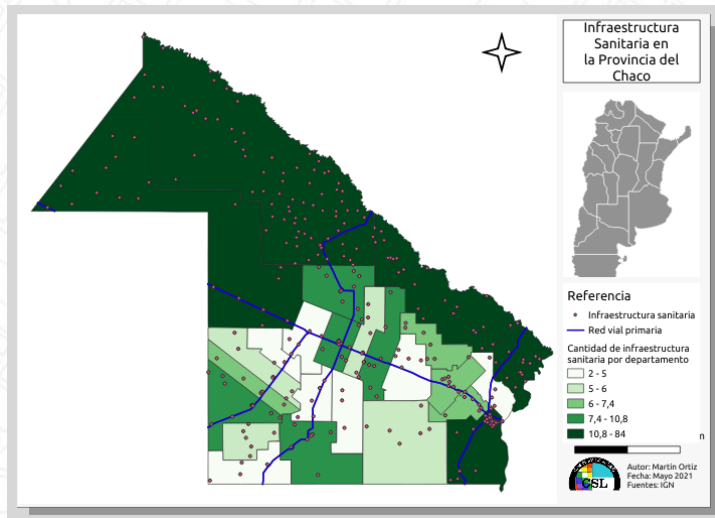 Infraestructura
Sanitaria en
la Provincia del
Chaco
Referencia
Infraestructura sanitaria
Red vial primaria
Cantidad de infraestructura
sanitaria por departamento
2 - 5
5 - 6
6 - 7,4
7,4 - 10,8
10,8 - 84
n
CSL
Autor: Martín Ortiz
Fecha: Mayo 2021
Fuentes: IGN